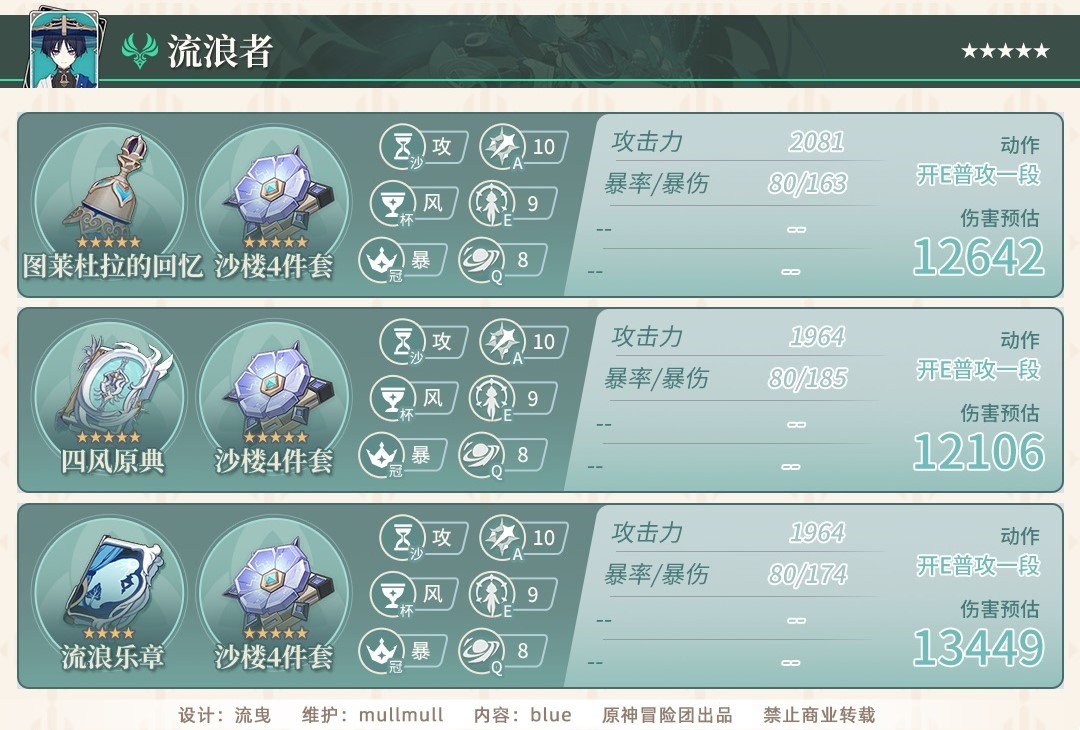 流浪者
图莱杜拉的回忆
沙楼4件套
沙 攻
A 10
杯 风
E 9
冠 暴
Q 8
攻击力 2081
暴率/暴伤 80/163
-- --
-- --
动作
开E普攻一段
伤害预估
12642
四风原典
沙楼4件套
沙 攻
A 10
杯 风
E 9
冠 暴
Q 8
攻击力 1964
暴率/暴伤 80/185
-- --
-- --
动作
开E普攻一段
伤害预估
12106
流浪乐章
沙楼4件套
沙 攻
A 10
杯 风
E 9
冠 暴
Q 8
攻击力 1964
暴率/暴伤 80/174
-- --
-- --
动作
开E普攻一段
伤害预估
13449
设计：流曳 维护：mullmull 内容：blue 原神冒险团出品 禁止商业转载